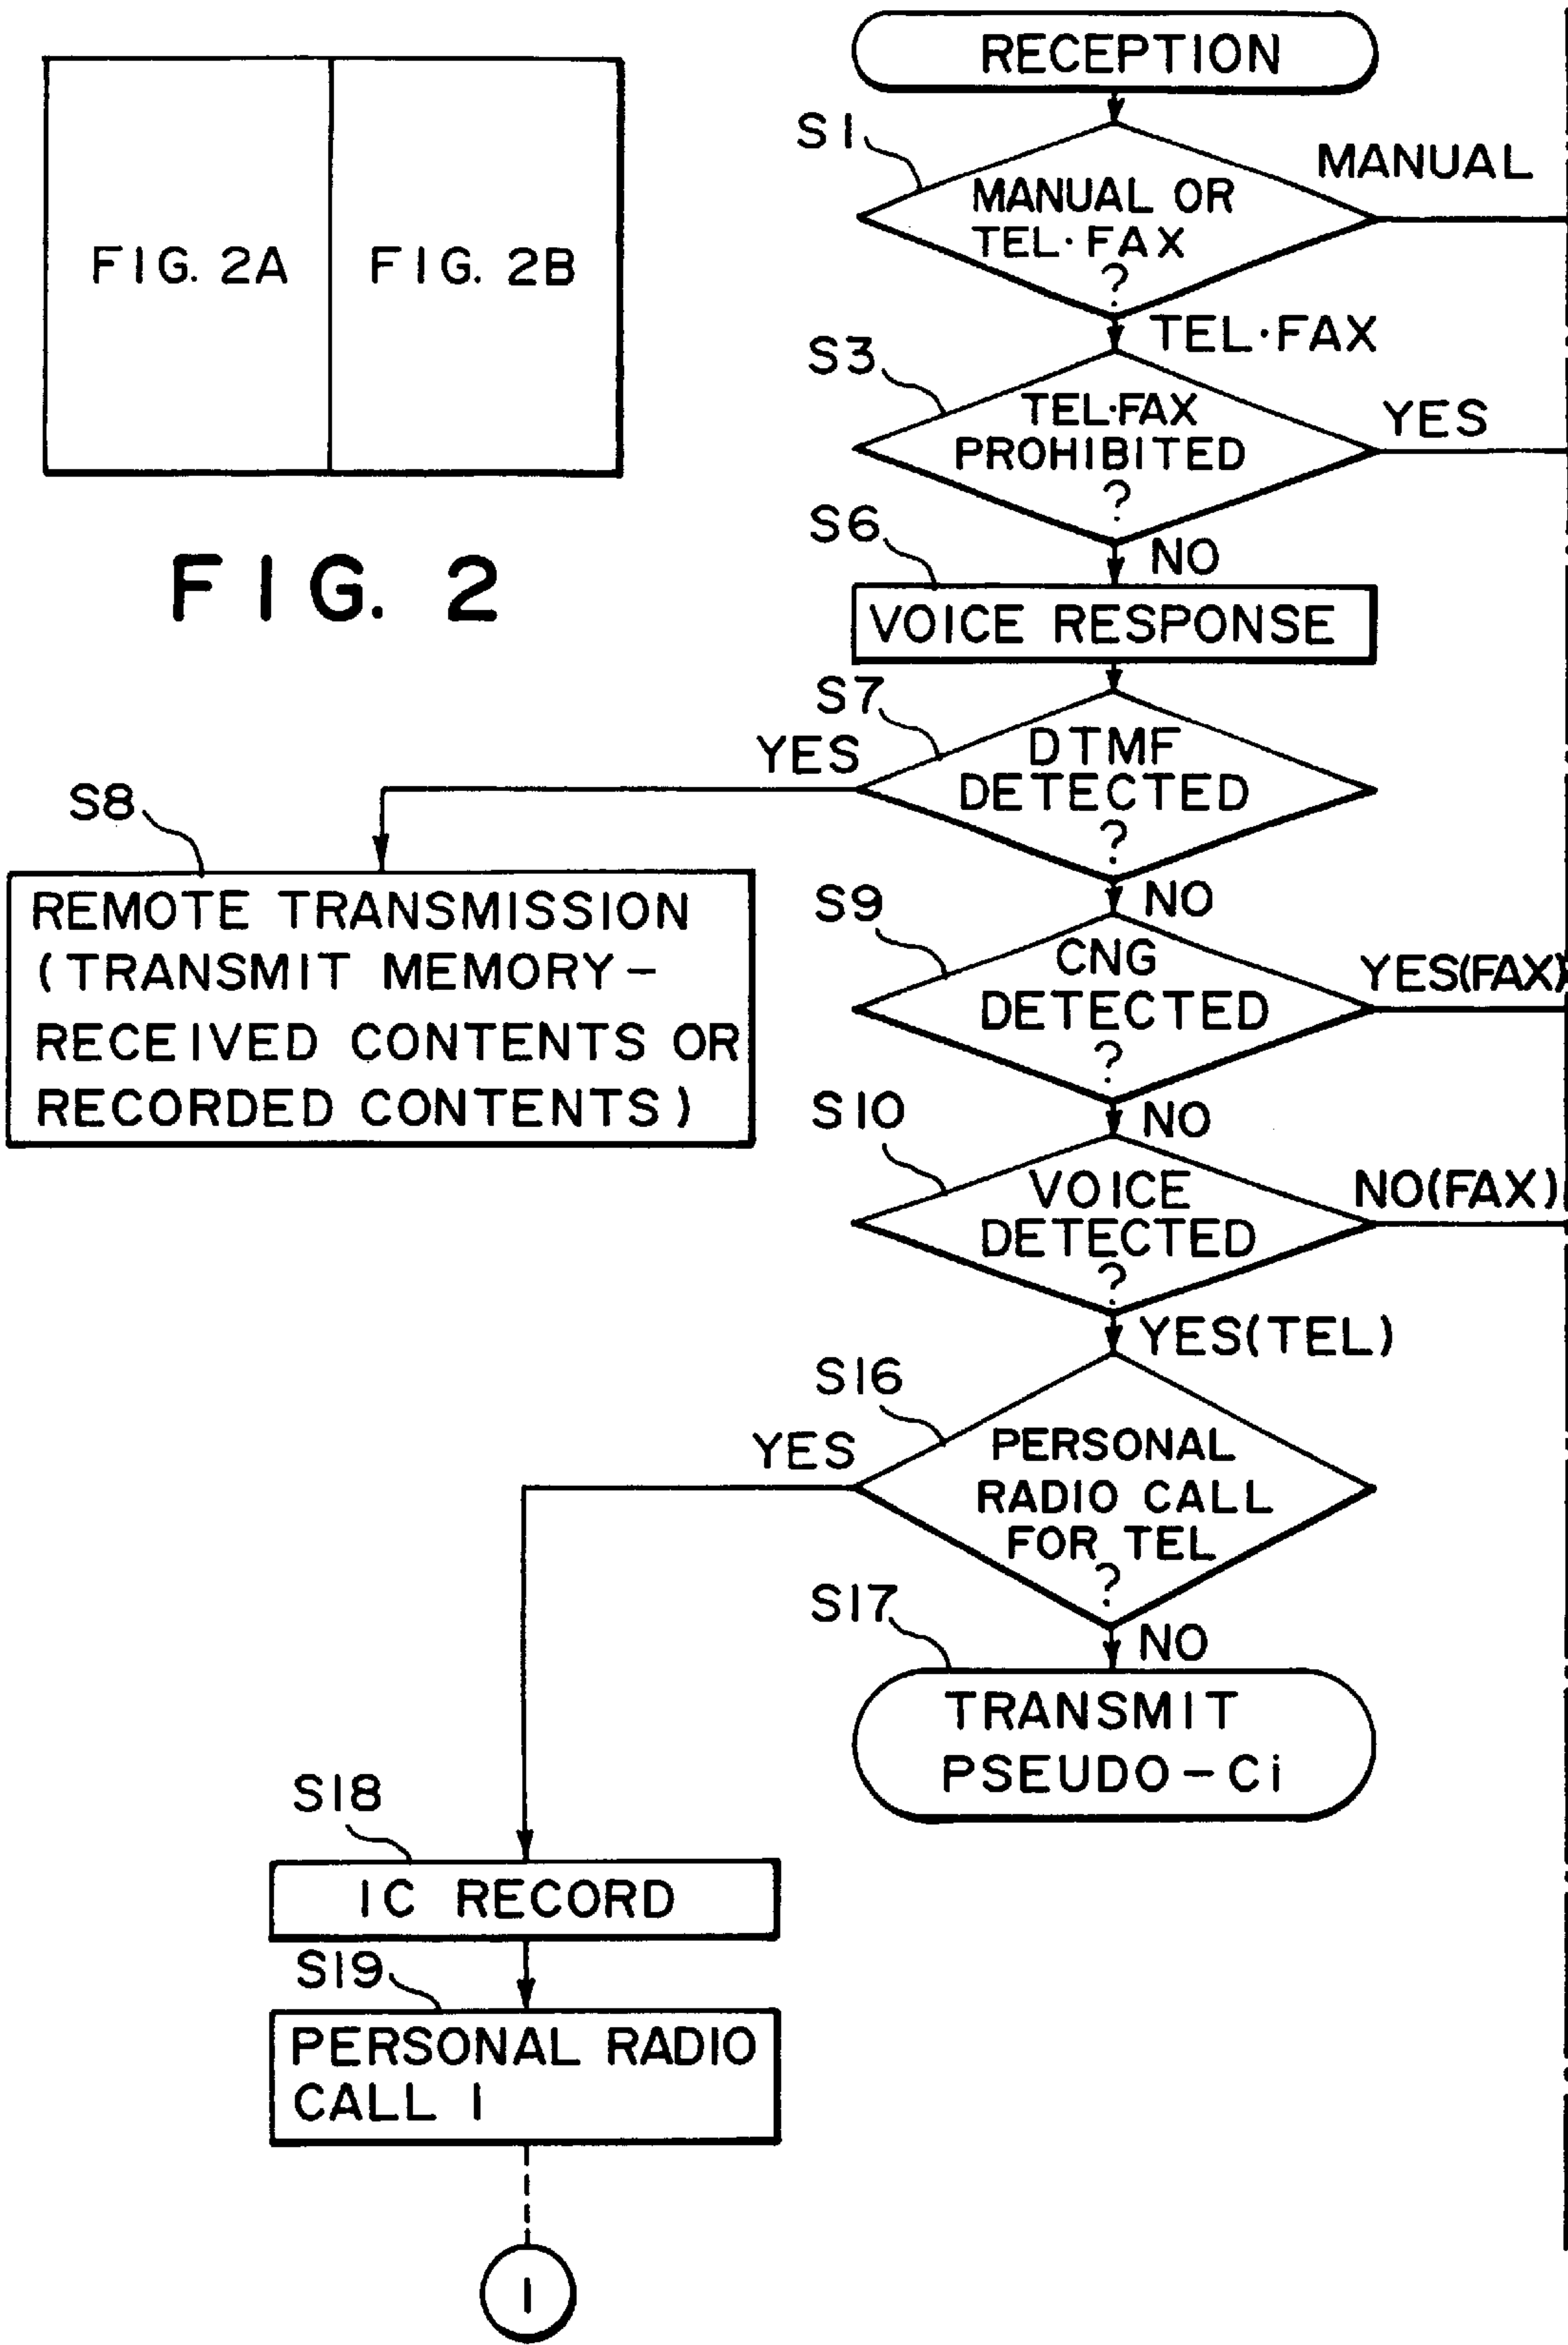 FIG. 2A
FIG. 2B
FIG. 2
RECEPTION
S1
MANUAL OR
TEL·FAX
?
MANUAL
TEL·FAX
S3
TEL·FAX
PROHIBITED
?
YES
NO
S6
VOICE RESPONSE
S7
DTMF
DETECTED
?
YES
NO
S8
REMOTE TRANSMISSION
(TRANSMIT MEMORY-
RECEIVED CONTENTS OR
RECORDED CONTENTS)
S9
CNG
DETECTED
?
YES(FAX)
NO
S10
VOICE
DETECTED
?
NO(FAX)
YES(TEL)
S16
PERSONAL
RADIO CALL
FOR TEL
?
YES
NO
S17
TRANSMIT
PSEUDO-Ci
S18
IC RECORD
S19
PERSONAL RADIO
CALL 1
1